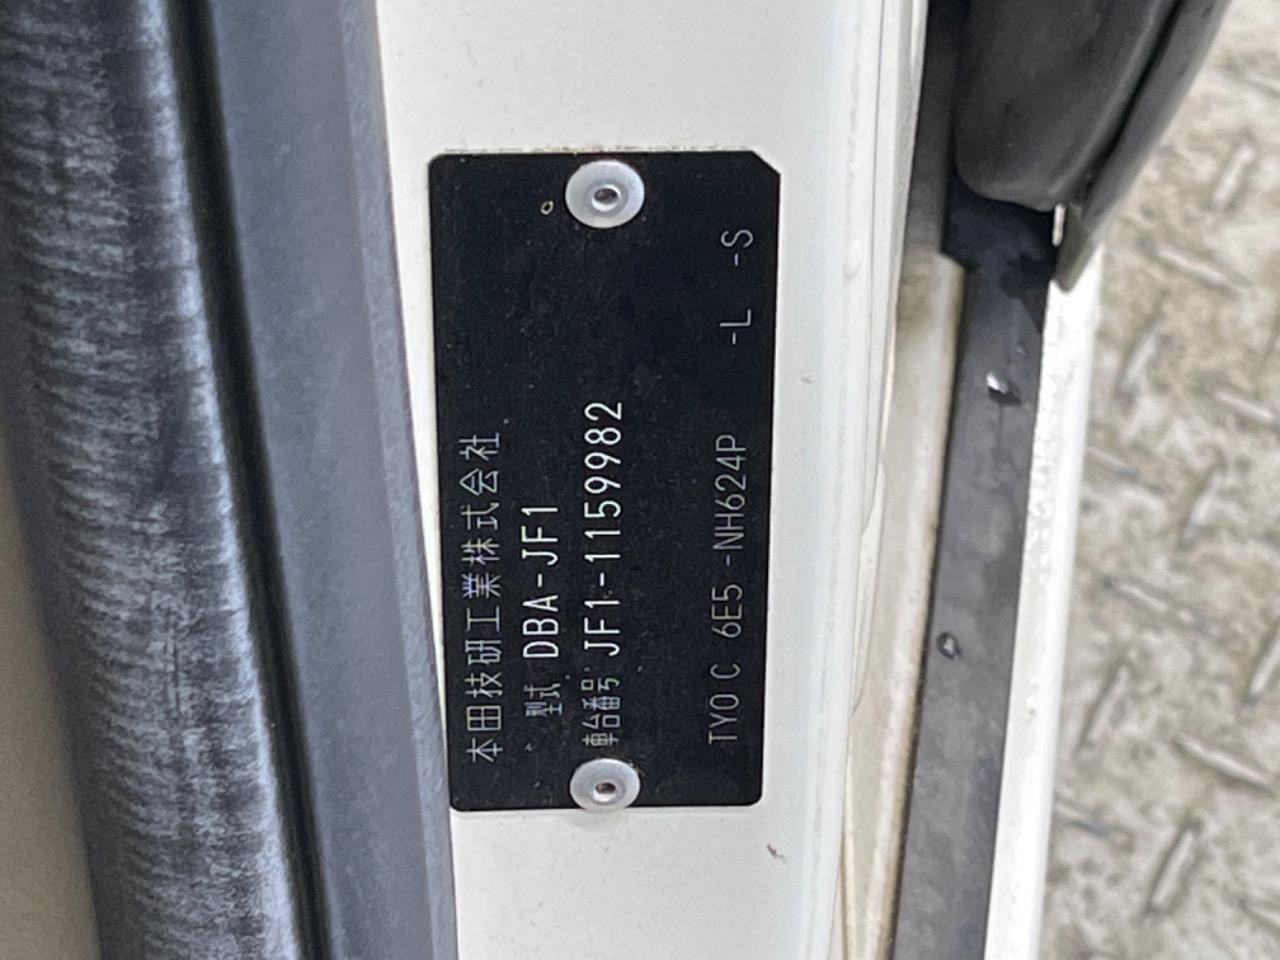 本田技研工業株式会社
型式 DBA-JF1
車台番号 JF1-1159982
TYO C 6E5 -NH624P -L -S